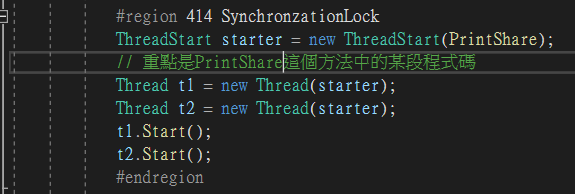 #region 414 SynchronzationLock
ThreadStart starter = new ThreadStart(PrintShare);
// 重點是PrintShare這個方法中的某段程式碼
Thread t1 = new Thread(starter);
Thread t2 = new Thread(starter);
t1.Start();
t2.Start();
#endregion